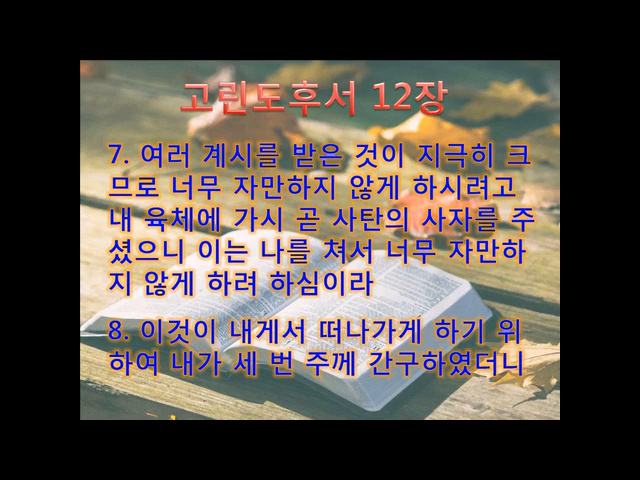 고린도후서 12장
7. 여러 계시를 받은 것이 지극히 크
므로 너무 자만하지 않게 하시려고
내 육체에 가시 곧 사탄의 사자를 주
셨으니 이는 나를 쳐서 너무 자만하
지 않게 하려 하심이라
8. 이것이 내게서 떠나가게 하기 위
하여 내가 세 번 주께 간구하였더니